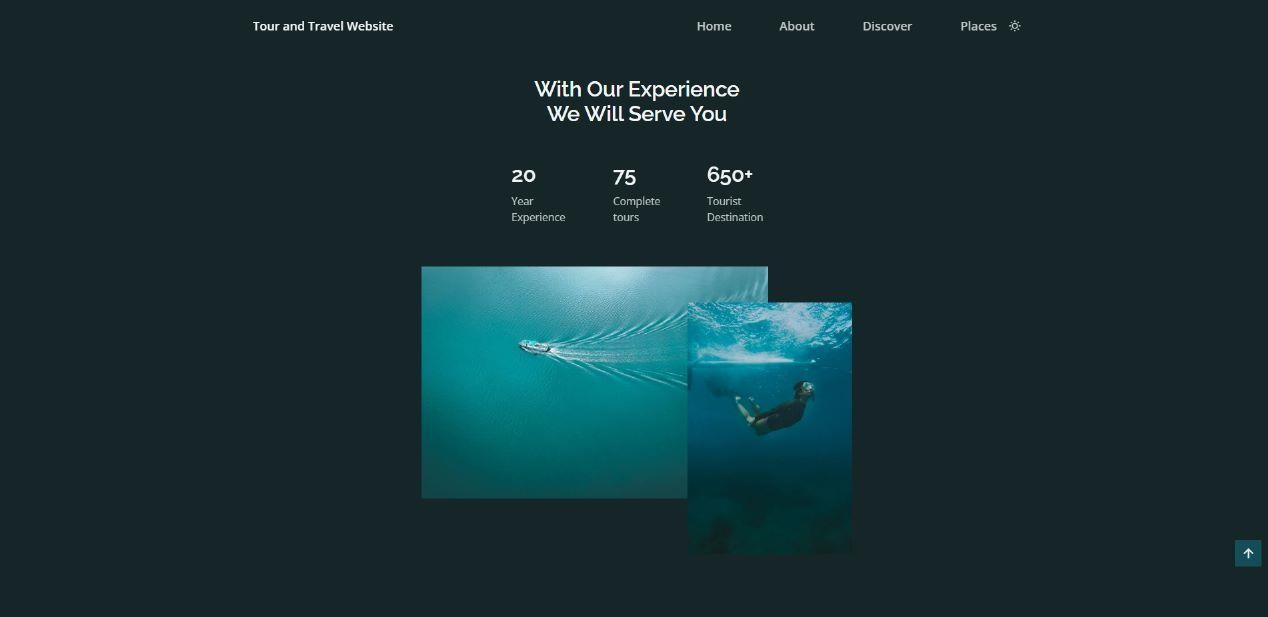 Tour and Travel Website
Home About Discover Places
With Our Experience
We Will Serve You
20
Year
Experience
75
Complete
tours
650+
Tourist
Destination